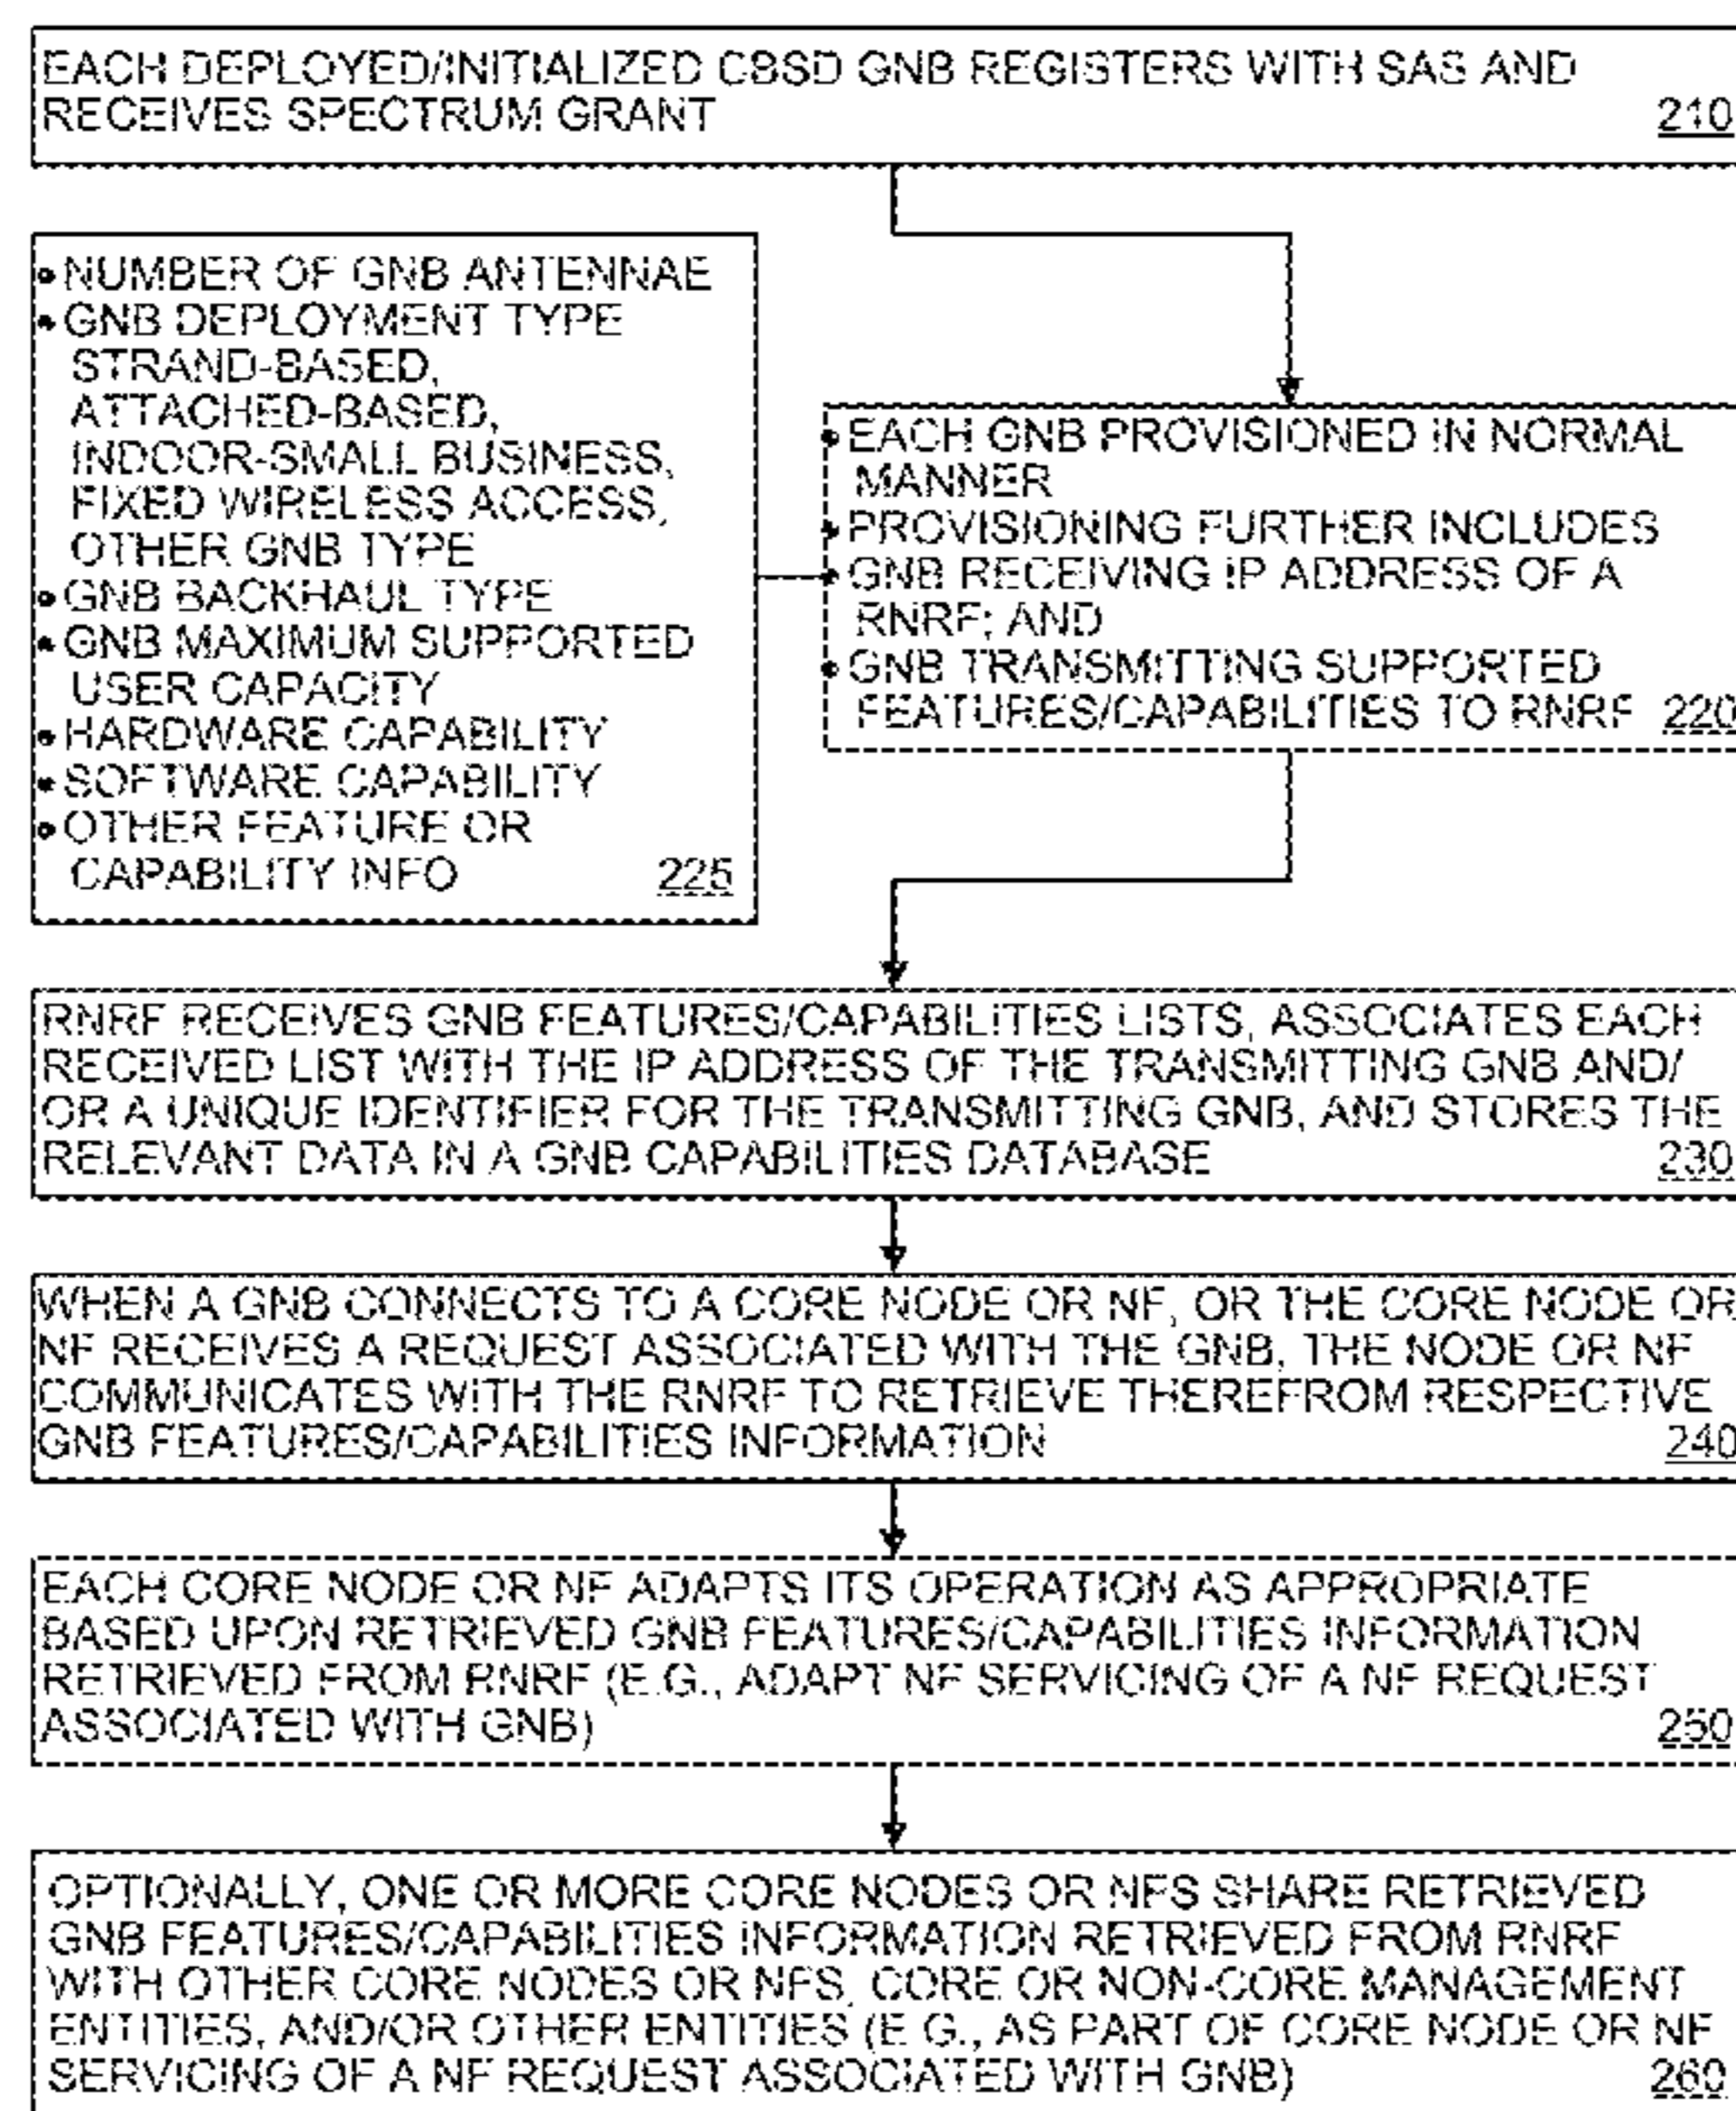 EACH DEPLOYED/INITIALIZED CBSD GNB REGISTERS WITH SAS AND
RECEIVES SPECTRUM GRANT 210
• NUMBER OF GNB ANTENNAE
• GNB DEPLOYMENT TYPE
STRAND-BASED,
ATTACHED-BASED,
INDOOR-SMALL BUSINESS,
FIXED WIRELESS ACCESS,
OTHER GNB TYPE
• GNB BACKHAUL TYPE
• GNB MAXIMUM SUPPORTED
USER CAPACITY
• HARDWARE CAPABILITY
• SOFTWARE CAPABILITY
• OTHER FEATURE OR
CAPABILITY INFO 225
• EACH GNB PROVISIONED IN NORMAL
MANNER
• PROVISIONING FURTHER INCLUDES
• GNB RECEIVING IP ADDRESS OF A
RNRF; AND
• GNB TRANSMITTING SUPPORTED
FEATURES/CAPABILITIES TO RNRF 220
RNRF RECEIVES GNB FEATURES/CAPABILITIES LISTS, ASSOCIATES EACH
RECEIVED LIST WITH THE IP ADDRESS OF THE TRANSMITTING GNB AND/
OR A UNIQUE IDENTIFIER FOR THE TRANSMITTING GNB, AND STORES THE
RELEVANT DATA IN A GNB CAPABILITIES DATABASE 230
WHEN A GNB CONNECTS TO A CORE NODE OR NF, OR THE CORE NODE OR
NF RECEIVES A REQUEST ASSOCIATED WITH THE GNB, THE NODE OR NF
COMMUNICATES WITH THE RNRF TO RETRIEVE THEREFROM RESPECTIVE
GNB FEATURES/CAPABILITIES INFORMATION 240
EACH CORE NODE OR NF ADAPTS ITS OPERATION AS APPROPRIATE
BASED UPON RETRIEVED GNB FEATURES/CAPABILITIES INFORMATION
RETRIEVED FROM RNRF (E.G., ADAPT NF SERVICING OF A NF REQUEST
ASSOCIATED WITH GNB) 250
OPTIONALLY, ONE OR MORE CORE NODES OR NFS SHARE RETRIEVED
GNB FEATURES/CAPABILITIES INFORMATION RETRIEVED FROM RNRF
WITH OTHER CORE NODES OR NFS, CORE OR NON-CORE MANAGEMENT
ENTITIES, AND/OR OTHER ENTITIES (E.G., AS PART OF CORE NODE OR NF
SERVICING OF A NF REQUEST ASSOCIATED WITH GNB) 260